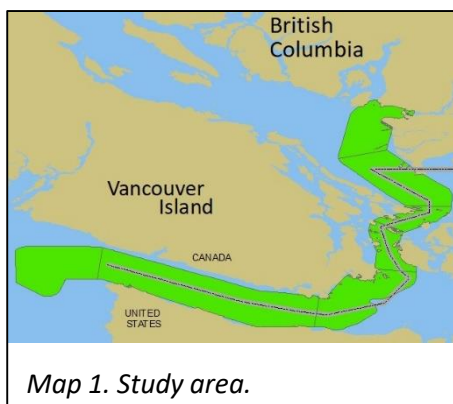 British
Columbia
Vancouver
Island
CANADA
UNITED
STATES
Map 1. Study area.